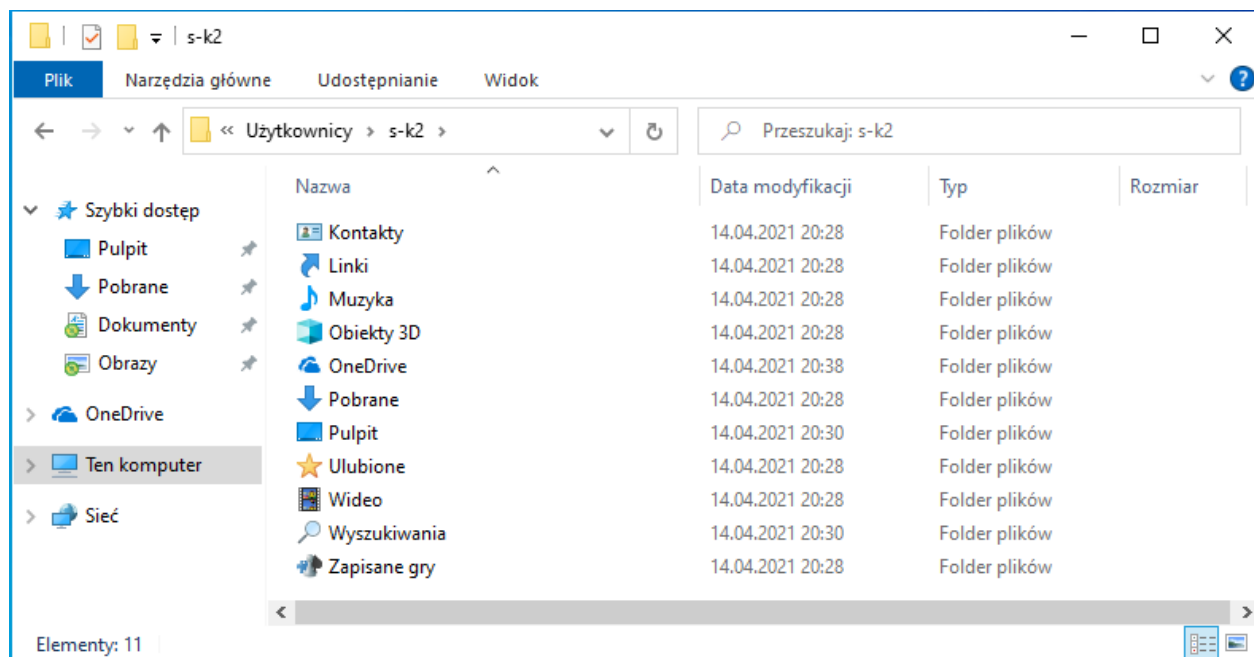 s-k2
Plik Narzędzia główne Udostępnianie Widok
« Użytkownicy › s-k2 › Przeszukaj: s-k2
Nazwa Data modyfikacji Typ Rozmiar
Szybki dostęp
Pulpit
Pobrane
Dokumenty
Obrazy
OneDrive
Ten komputer
Sieć
Kontakty 14.04.2021 20:28 Folder plików
Linki 14.04.2021 20:28 Folder plików
Muzyka 14.04.2021 20:28 Folder plików
Obiekty 3D 14.04.2021 20:28 Folder plików
OneDrive 14.04.2021 20:38 Folder plików
Pobrane 14.04.2021 20:28 Folder plików
Pulpit 14.04.2021 20:30 Folder plików
Ulubione 14.04.2021 20:28 Folder plików
Wideo 14.04.2021 20:28 Folder plików
Wyszukiwania 14.04.2021 20:30 Folder plików
Zapisane gry 14.04.2021 20:28 Folder plików
Elementy: 11